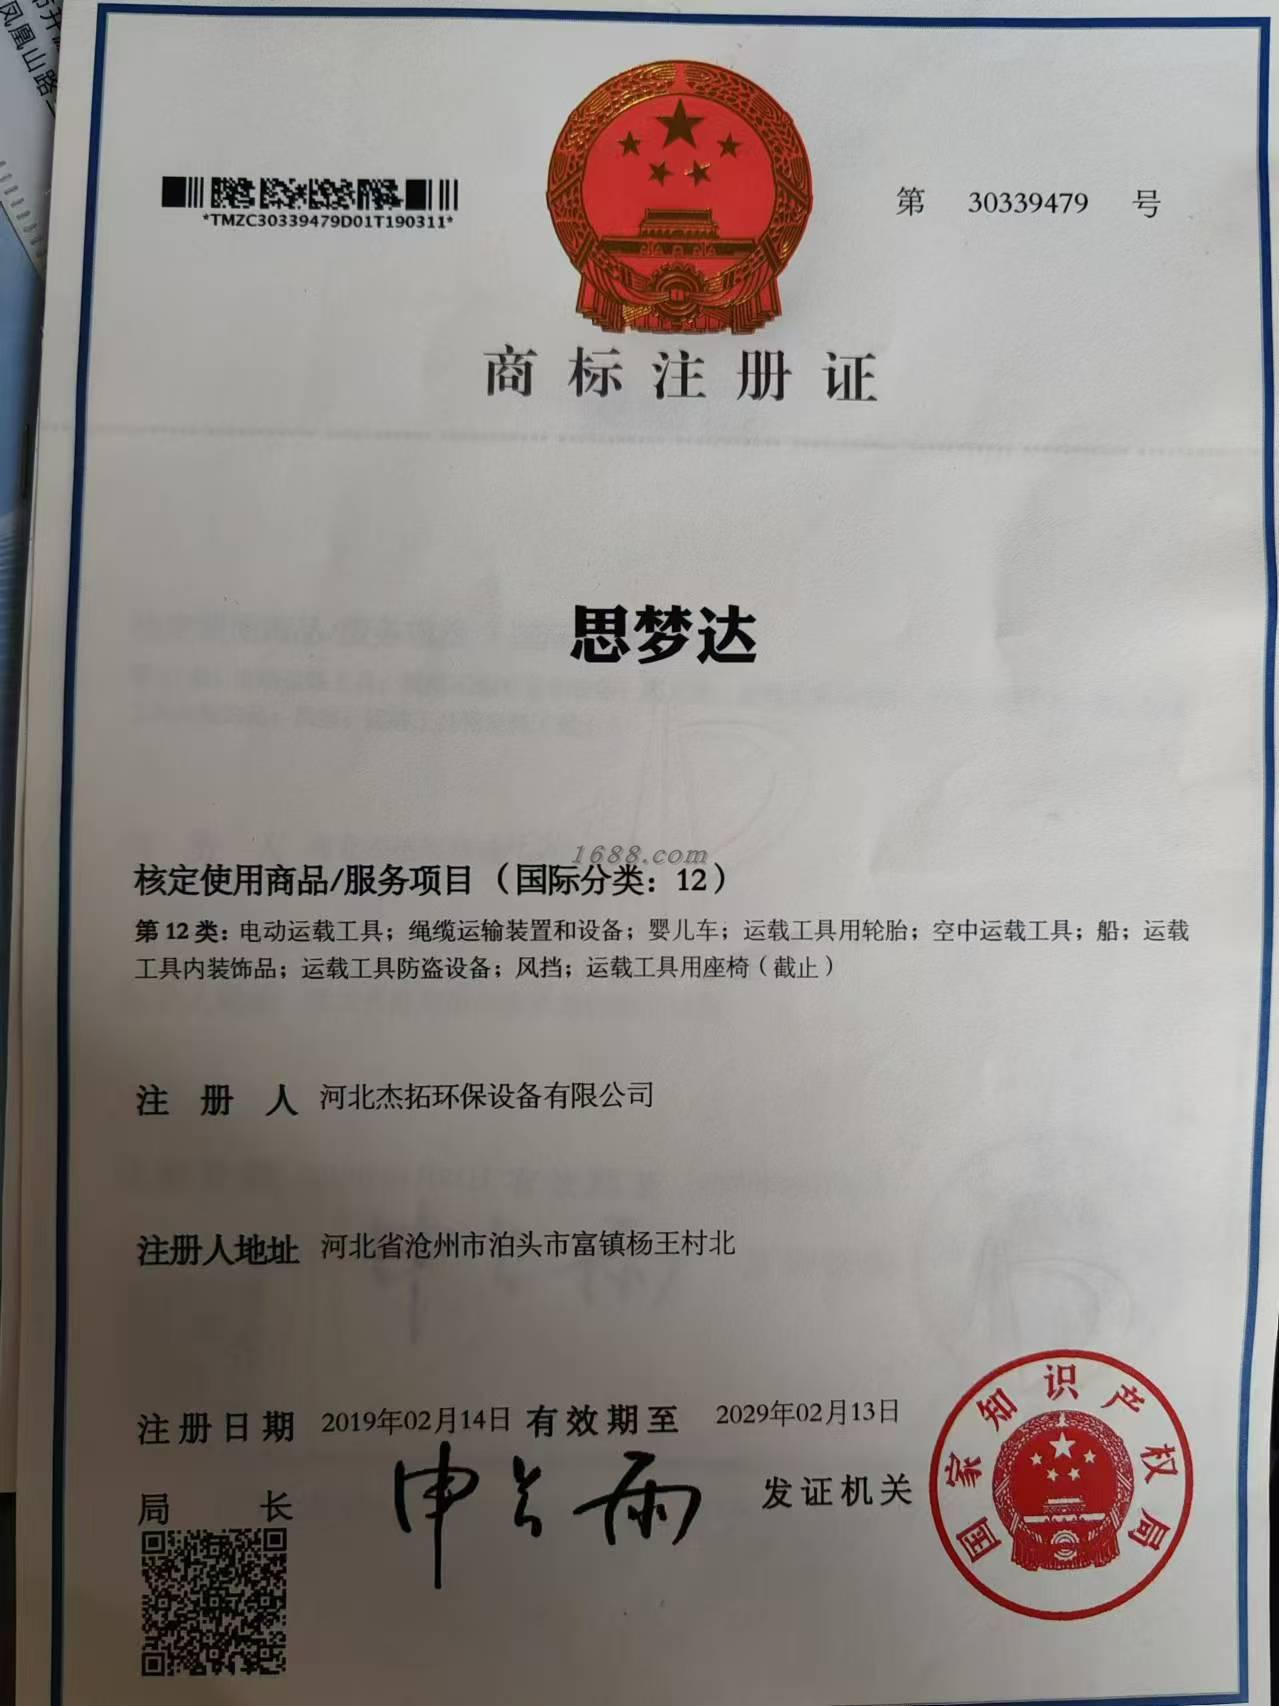 凤凰山路
*TMZC30339479D01T190311*
第 30339479 号
商标注册证
思梦达
1688.com
核定使用商品/服务项目（国际分类：12）
第12类：电动运载工具；绳缆运输装置和设备；婴儿车；运载工具用轮胎；空中运载工具；船；运载
工具内装饰品；运载工具防盗设备；风挡；运载工具用座椅（截止）
注册人 河北杰拓环保设备有限公司
注册人地址 河北省沧州市泊头市富镇杨王村北
注册日期 2019年02月14日 有效期至 2029年02月13日
局长 申长雨 发证机关
国家知识产权局